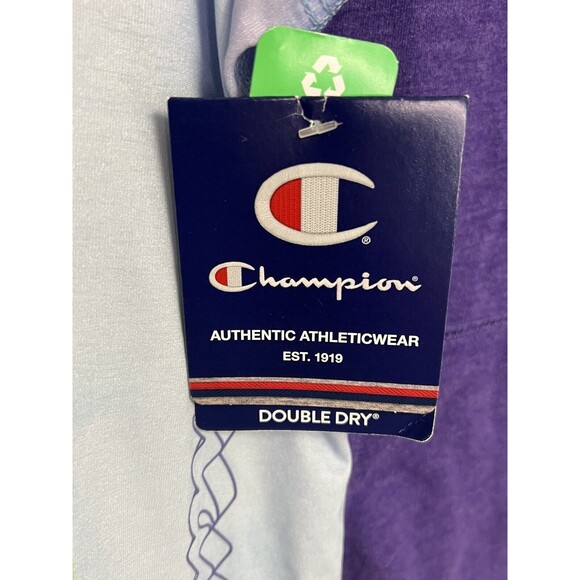 Champion®
AUTHENTIC ATHLETICWEAR
EST. 1919
DOUBLE DRY®